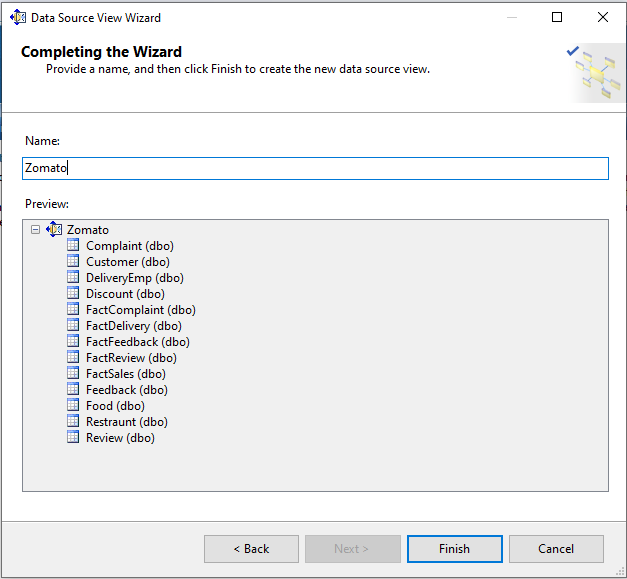 Data Source View Wizard
Completing the Wizard
Provide a name, and then click Finish to create the new data source view.
Name:
Zomato
Preview:
Zomato
Complaint (dbo)
Customer (dbo)
DeliveryEmp (dbo)
Discount (dbo)
FactComplaint (dbo)
FactDelivery (dbo)
FactFeedback (dbo)
FactReview (dbo)
FactSales (dbo)
Feedback (dbo)
Food (dbo)
Restraunt (dbo)
Review (dbo)
< Back
Next >
Finish
Cancel